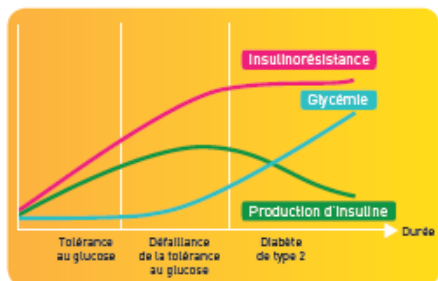 Insulinorésistance
Glycémie
Production d'insuline
Durée
Tolérance
au glucose
Défaillance
de la tolérance
au glucose
Diabète
de type 2